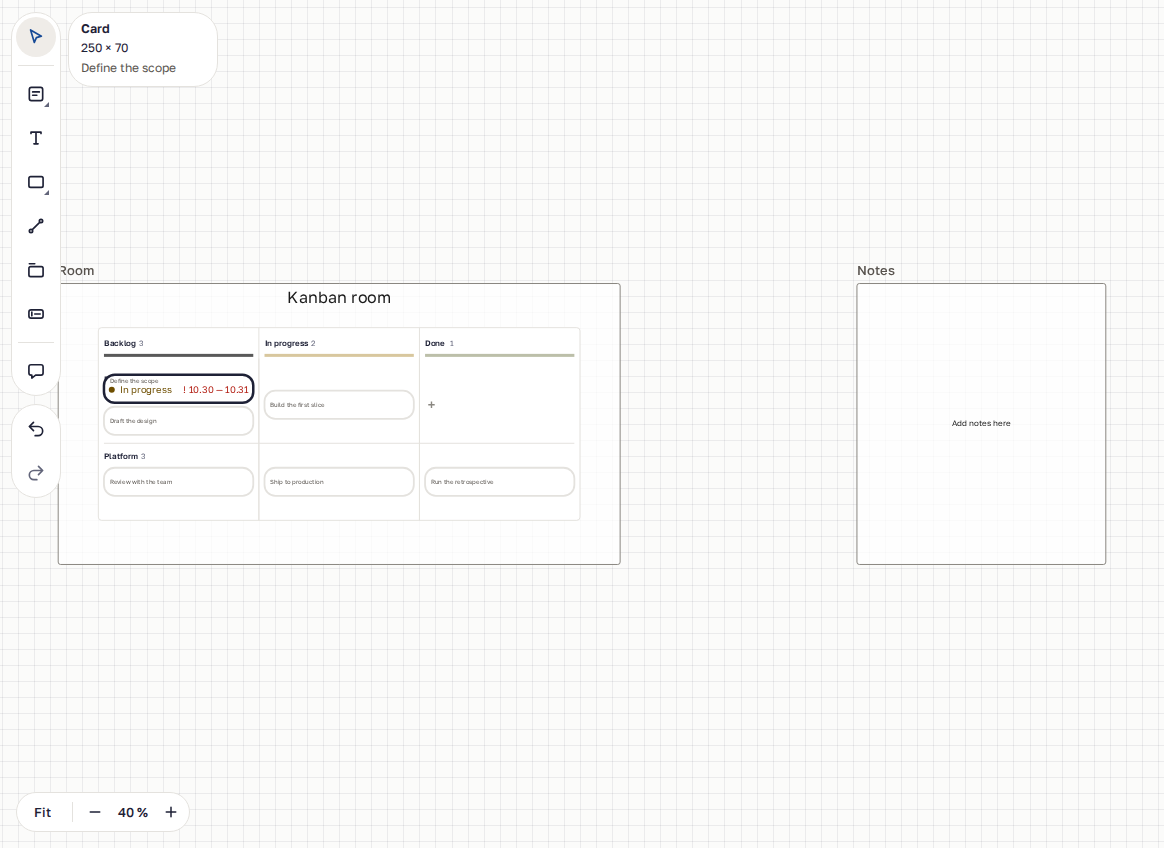 Card
250 × 70
Define the scope
Room
Notes
Kanban room
Backlog 3
In progress 2
Done 1
Define the scope
In progress ! 10.30 – 10.31
Build the first slice
Draft the design
+
Add notes here
Platform 3
Review with the team
Ship to production
Run the retrospective
Fit
40 %